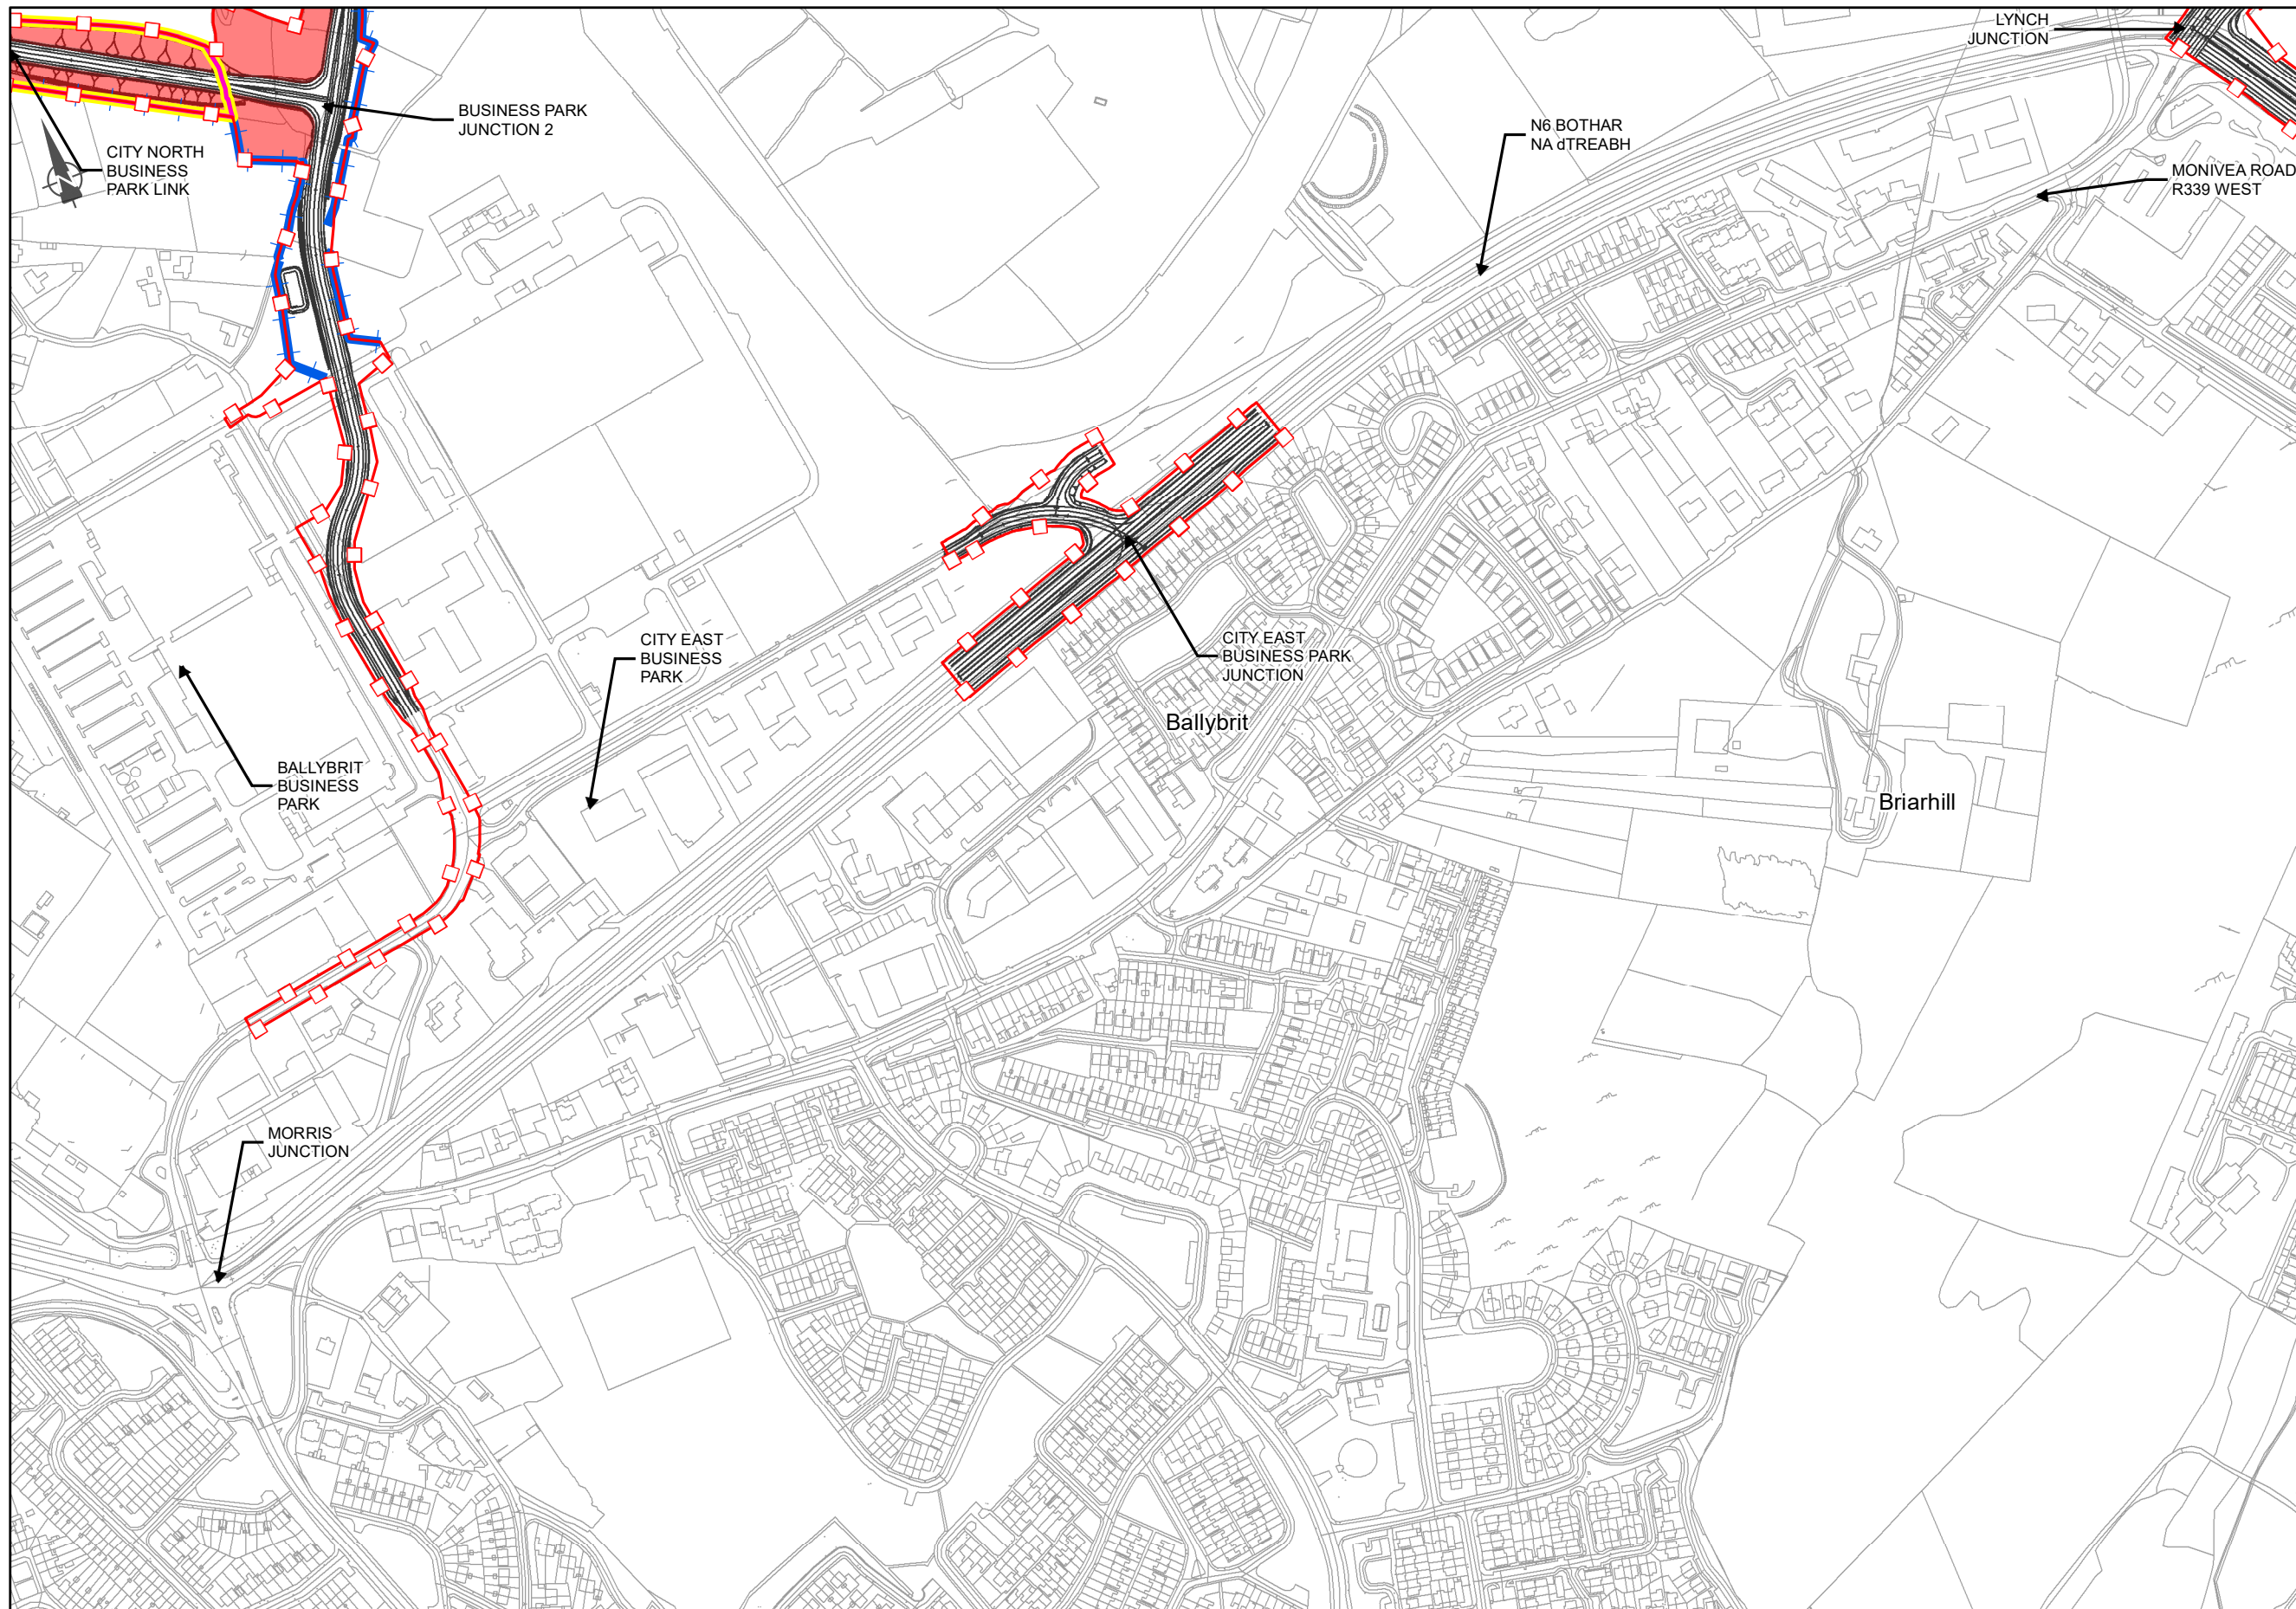 LYNCH
JUNCTION
BUSINESS PARK
JUNCTION 2
N6 BOTHAR
NA dTREABH
CITY NORTH
BUSINESS
PARK LINK
MONIVEA ROAD
R339 WEST
CITY EAST
BUSINESS
PARK
CITY EAST
BUSINESS PARK
JUNCTION
Ballybrit
BALLYBRIT
BUSINESS
PARK
Briarhill
MORRIS
JUNCTION